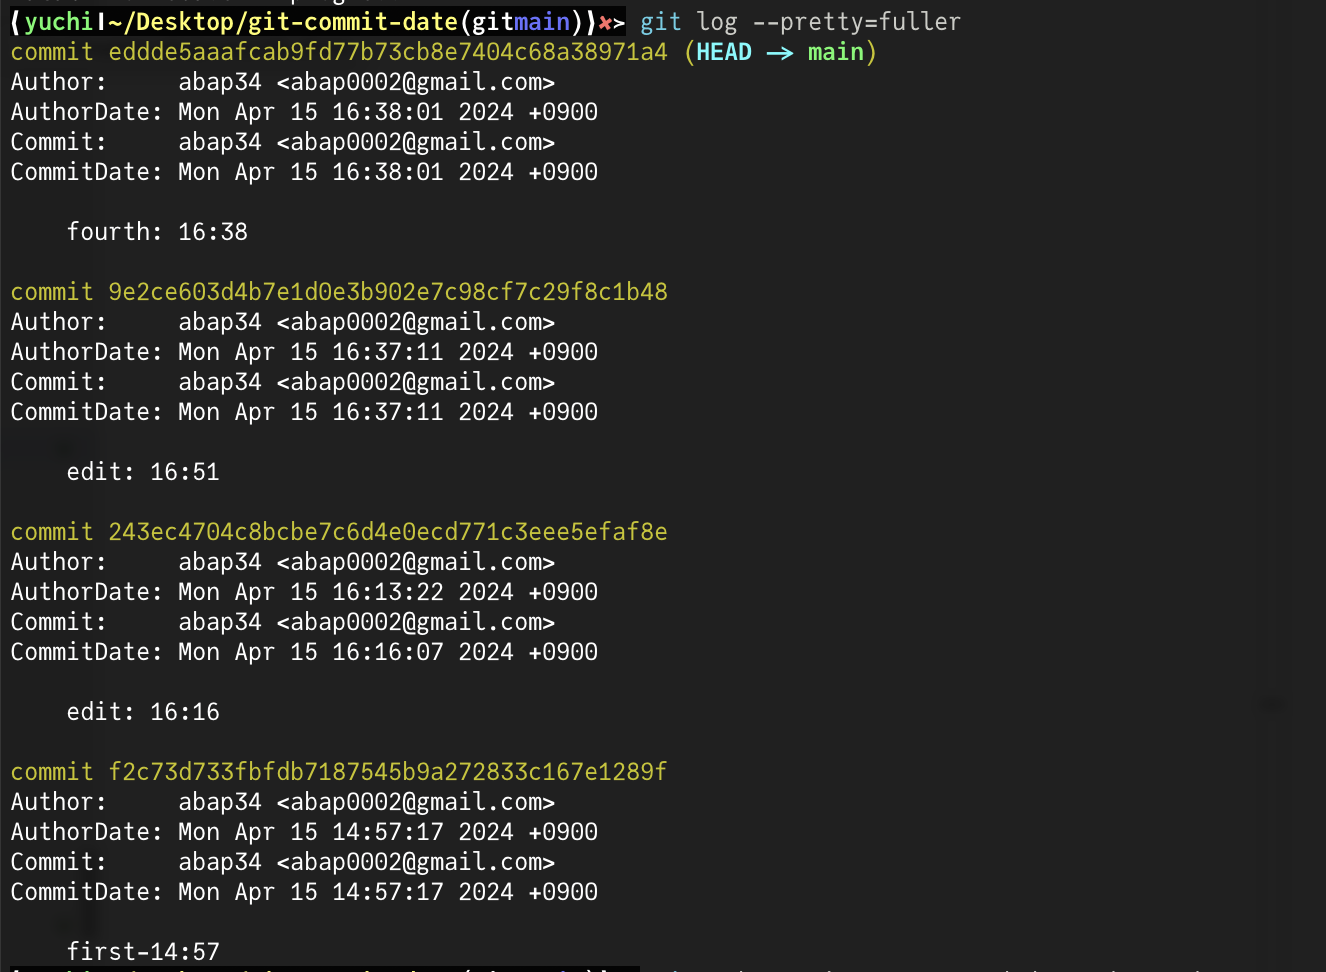 (yuchi|~/Desktop/git-commit-date(gitmain))✘> git log --pretty=fuller
commit eddde5aaafcab9fd77b73cb8e7404c68a38971a4 (HEAD -> main)
Author:     abap34 <abap0002@gmail.com>
AuthorDate: Mon Apr 15 16:38:01 2024 +0900
Commit:     abap34 <abap0002@gmail.com>
CommitDate: Mon Apr 15 16:38:01 2024 +0900
    fourth: 16:38
commit 9e2ce603d4b7e1d0e3b902e7c98cf7c29f8c1b48
Author:     abap34 <abap0002@gmail.com>
AuthorDate: Mon Apr 15 16:37:11 2024 +0900
Commit:     abap34 <abap0002@gmail.com>
CommitDate: Mon Apr 15 16:37:11 2024 +0900
    edit: 16:51
commit 243ec4704c8bcbe7c6d4e0ecd771c3eee5efaf8e
Author:     abap34 <abap0002@gmail.com>
AuthorDate: Mon Apr 15 16:13:22 2024 +0900
Commit:     abap34 <abap0002@gmail.com>
CommitDate: Mon Apr 15 16:16:07 2024 +0900
    edit: 16:16
commit f2c73d733fbfdb7187545b9a272833c167e1289f
Author:     abap34 <abap0002@gmail.com>
AuthorDate: Mon Apr 15 14:57:17 2024 +0900
Commit:     abap34 <abap0002@gmail.com>
CommitDate: Mon Apr 15 14:57:17 2024 +0900
    first-14:57